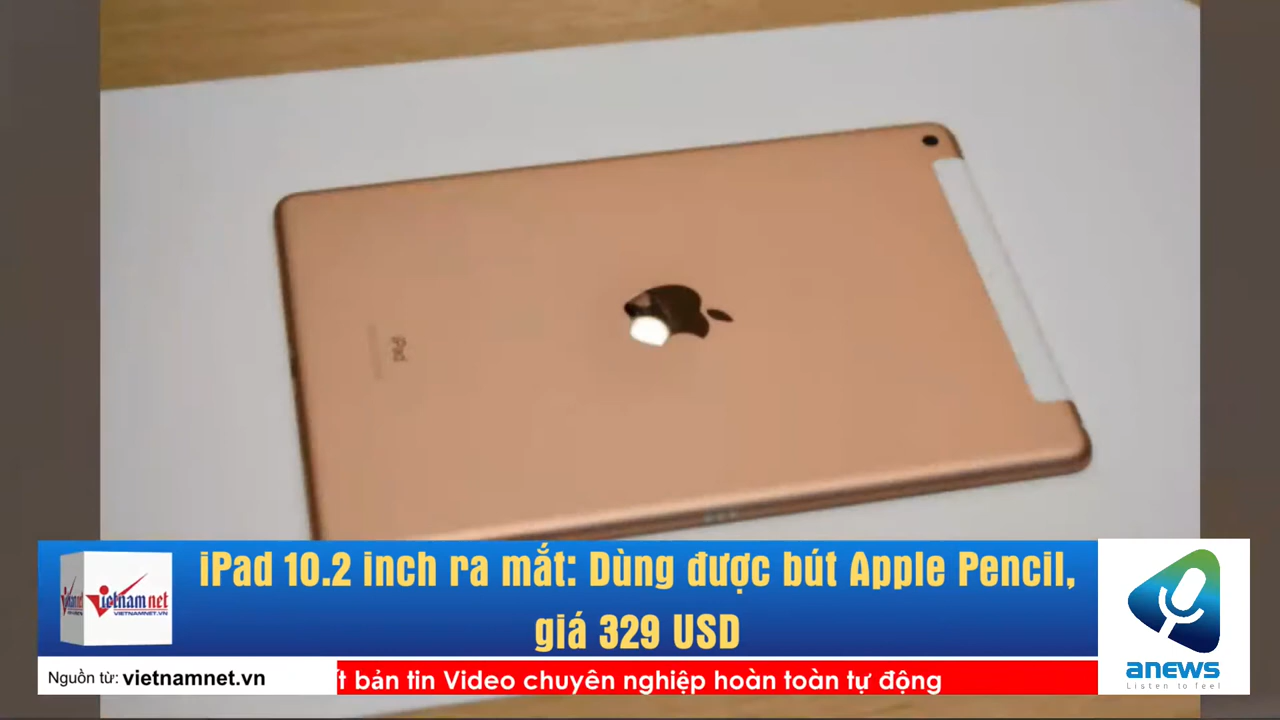 iPad
iPad 10.2 inch ra mắt: Dùng được bút Apple Pencil,
giá 329 USD
Vietnamnet
VIETNAMNET.VN
anews
Listen to feel
Nguồn từ: vietnamnet.vn
bản tin Video chuyên nghiệp hoàn toàn tự động